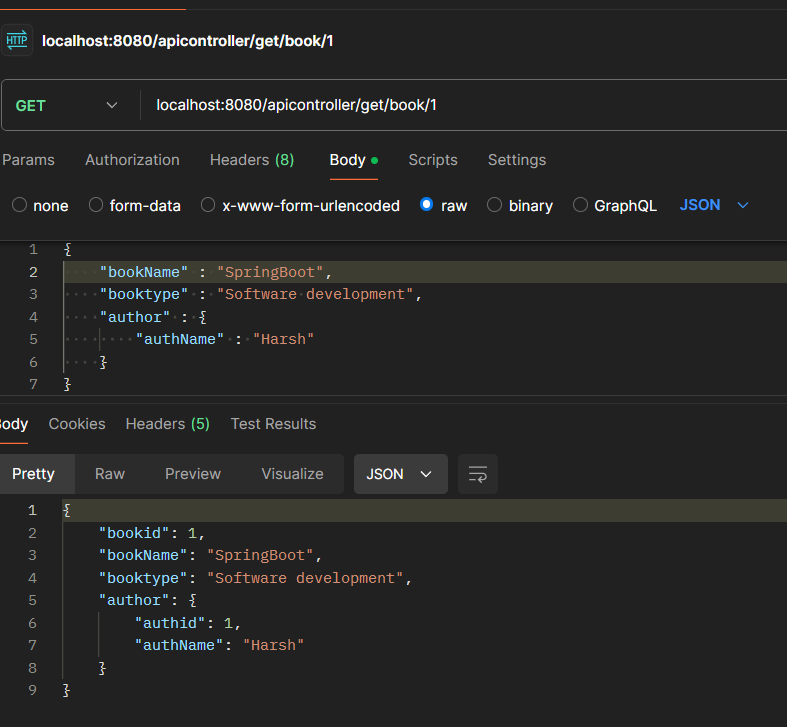 HTTP localhost:8080/apicontroller/get/book/1
GET localhost:8080/apicontroller/get/book/1
Params Authorization Headers (8) Body Scripts Settings
none form-data x-www-form-urlencoded raw binary GraphQL JSON
1 {
2 "bookName" : "SpringBoot",
3 "booktype" : "Software development",
4 "author" : {
5 "authName" : "Harsh"
6 }
7 }
ody Cookies Headers (5) Test Results
Pretty Raw Preview Visualize JSON
1 {
2 "bookid": 1,
3 "bookName": "SpringBoot",
4 "booktype": "Software development",
5 "author": {
6 "authid": 1,
7 "authName": "Harsh"
8 }
9 }